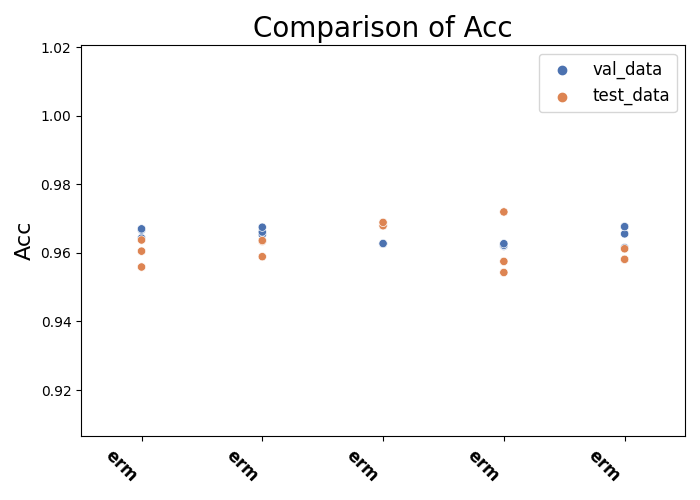 Comparison of Acc
1.02
1.00
0.98
0.96
0.94
0.92
Acc
val_data
test_data
erm
erm
erm
erm
erm